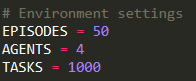 # Environment settings
EPISODES = 50
AGENTS = 4
TASKS = 1000